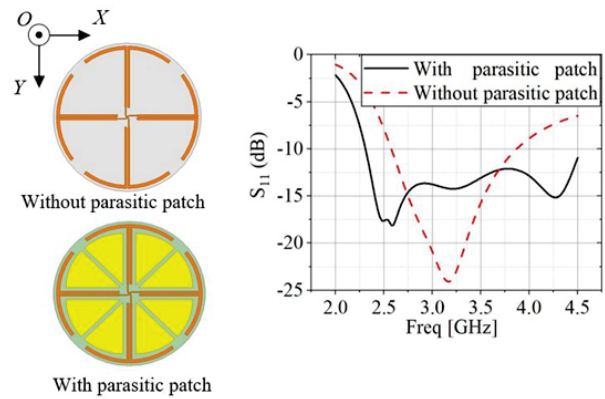 O
X
Y
Without parasitic patch
With parasitic patch
0
-5
-10
-15
-20
-25
S11 (dB)
With parasitic patch
Without parasitic patch
2.0 2.5 3.0 3.5 4.0 4.5
Freq [GHz]